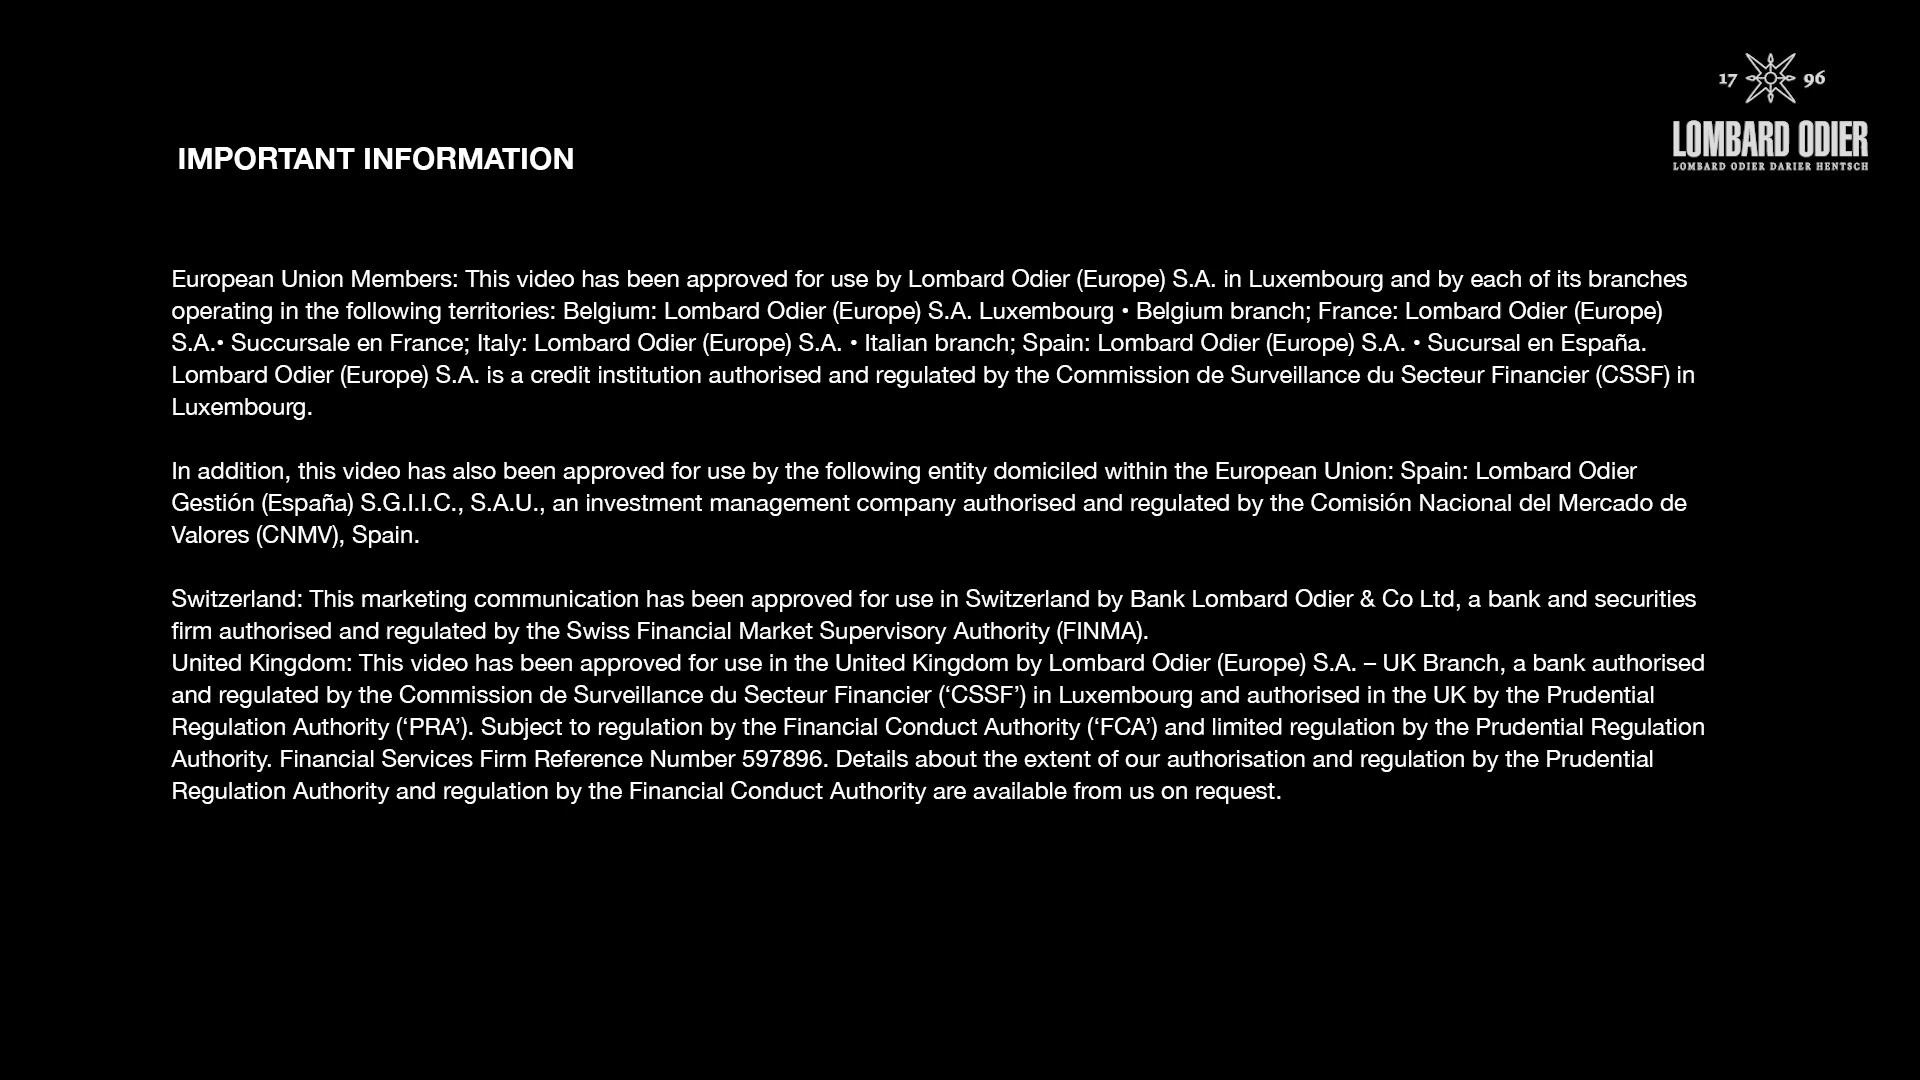 17 96
LOMBARD ODIER
LOMBARD ODIER DARIER HENTSCH
IMPORTANT INFORMATION
European Union Members: This video has been approved for use by Lombard Odier (Europe) S.A. in Luxembourg and by each of its branches
operating in the following territories: Belgium: Lombard Odier (Europe) S.A. Luxembourg • Belgium branch; France: Lombard Odier (Europe)
S.A.• Succursale en France; Italy: Lombard Odier (Europe) S.A. • Italian branch; Spain: Lombard Odier (Europe) S.A. • Sucursal en España.
Lombard Odier (Europe) S.A. is a credit institution authorised and regulated by the Commission de Surveillance du Secteur Financier (CSSF) in
Luxembourg.
In addition, this video has also been approved for use by the following entity domiciled within the European Union: Spain: Lombard Odier
Gestión (España) S.G.I.I.C., S.A.U., an investment management company authorised and regulated by the Comisión Nacional del Mercado de
Valores (CNMV), Spain.
Switzerland: This marketing communication has been approved for use in Switzerland by Bank Lombard Odier & Co Ltd, a bank and securities
firm authorised and regulated by the Swiss Financial Market Supervisory Authority (FINMA).
United Kingdom: This video has been approved for use in the United Kingdom by Lombard Odier (Europe) S.A. – UK Branch, a bank authorised
and regulated by the Commission de Surveillance du Secteur Financier (‘CSSF’) in Luxembourg and authorised in the UK by the Prudential
Regulation Authority (‘PRA’). Subject to regulation by the Financial Conduct Authority (‘FCA’) and limited regulation by the Prudential Regulation
Authority. Financial Services Firm Reference Number 597896. Details about the extent of our authorisation and regulation by the Prudential
Regulation Authority and regulation by the Financial Conduct Authority are available from us on request.